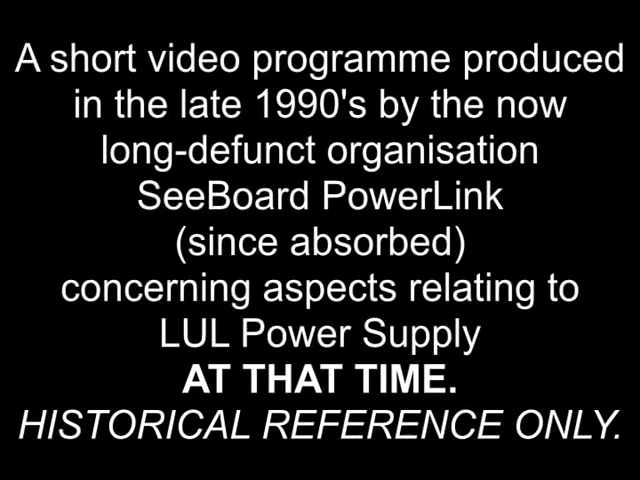 A short video programme produced
in the late 1990's by the now
long-defunct organisation
SeeBoard PowerLink
(since absorbed)
concerning aspects relating to
LUL Power Supply
AT THAT TIME.
HISTORICAL REFERENCE ONLY.